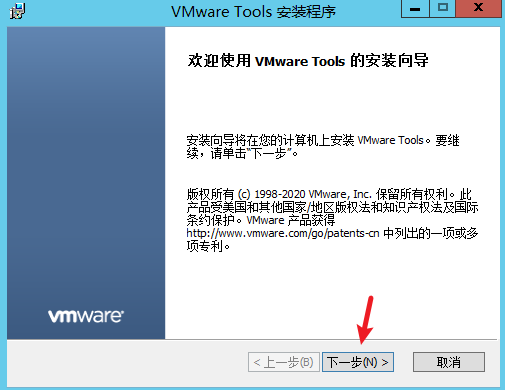 VMware Tools 安装程序
欢迎使用 VMware Tools 的安装向导
安装向导将在您的计算机上安装 VMware Tools。要继
续，请单击“下一步”。
版权所有 (c) 1998-2020 VMware, Inc. 保留所有权利。此
产品受美国和其他国家/地区版权法和知识产权法及国际
条约保护。VMware 产品获得
http://www.vmware.com/go/patents-cn 中列出的一项或多
项专利。
vmware
< 上一步(B) 下一步(N) > 取消